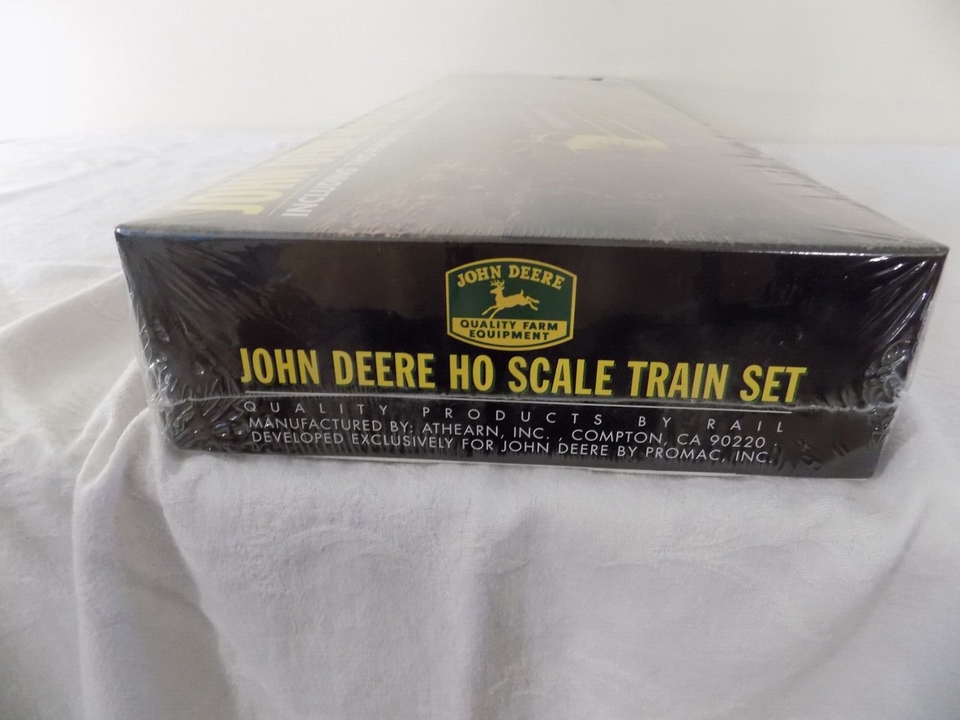 INCLUDES
JOHN DEERE
QUALITY FARM
EQUIPMENT
JOHN DEERE HO SCALE TRAIN SET
QUALITY PRODUCTS BY RAIL
MANUFACTURED BY: ATHEARN, INC. , COMPTON, CA 90220 .
DEVELOPED EXCLUSIVELY FOR JOHN DEERE BY PROMAC, INC.